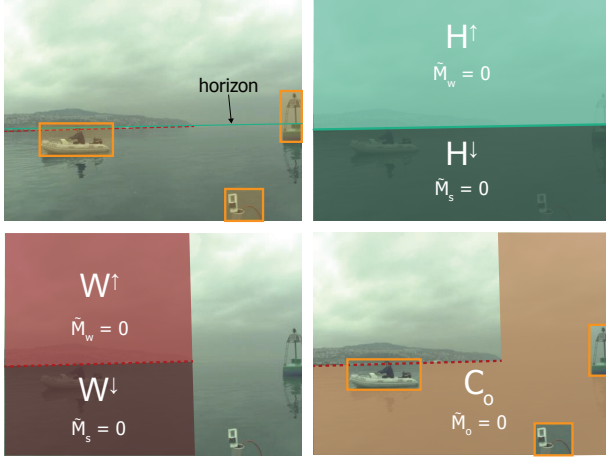 horizon
H↑
M̃w = 0
H↓
M̃s = 0
W↑
M̃w = 0
W↓
M̃s = 0
Co
M̃o = 0